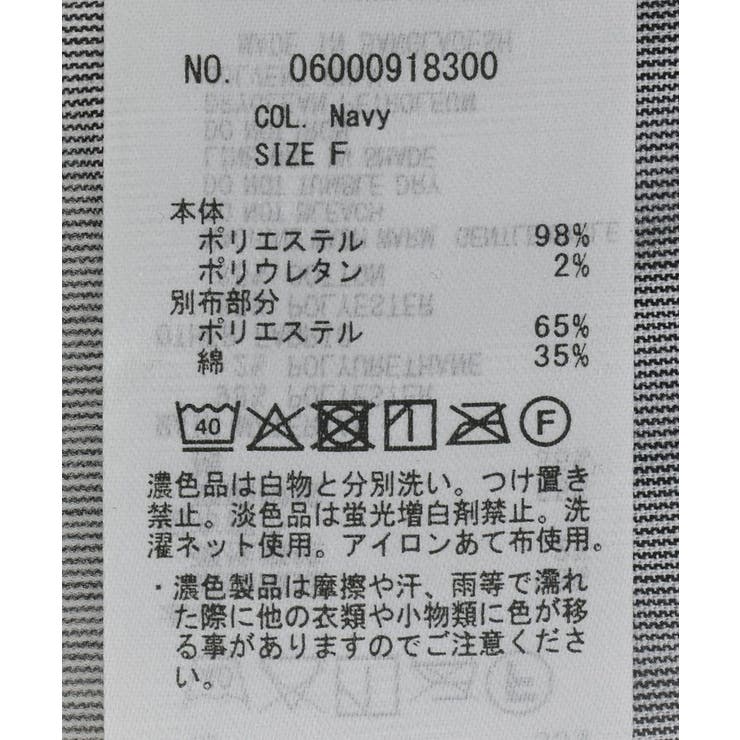 NO. 06000918300
COL. Navy
SIZE F
本体
ポリエステル 98%
ポリウレタン 2%
別布部分
ポリエステル 65%
綿 35%
40 F
濃色品は白物と分別洗い。つけ置き
禁止。淡色品は蛍光増白剤禁止。洗
濯ネット使用。アイロンあて布使用。
・濃色製品は摩擦や汗、雨等で濡れ
た際に他の衣類や小物類に色が移
る事がありますのでご注意くださ
い。